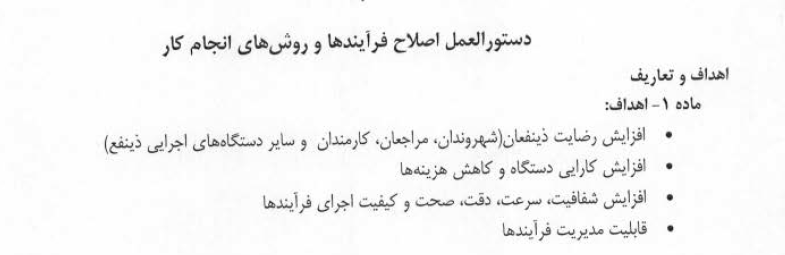 دستورالعمل اصلاح فرآیندها و روش‌های انجام کار
اهداف و تعاریف
ماده ۱- اهداف:
• افزایش رضایت ذینفعان(شهروندان، مراجعان، کارمندان و سایر دستگاه‌های اجرایی ذینفع)
• افزایش کارایی دستگاه و کاهش هزینه‌ها
• افزایش شفافیت، سرعت، دقت، صحت و کیفیت اجرای فرآیندها
• قابلیت مدیریت فرآیندها